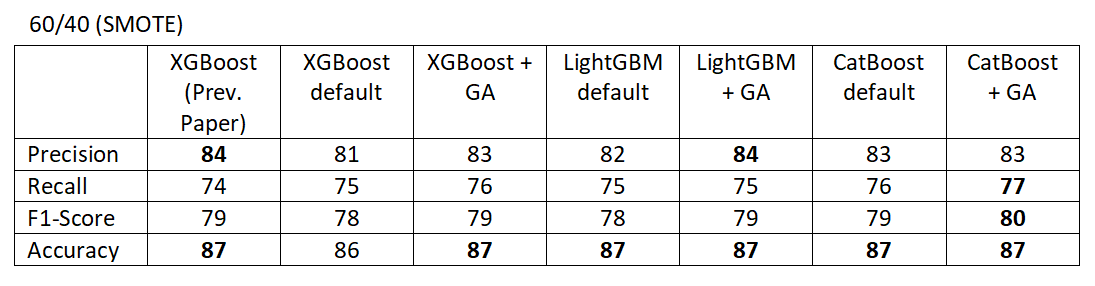 60/40 (SMOTE)
XGBoost (Prev. Paper) XGBoost default XGBoost + GA LightGBM default LightGBM + GA CatBoost default CatBoost + GA
Precision 84 81 83 82 84 83 83
Recall 74 75 76 75 75 76 77
F1-Score 79 78 79 78 79 79 80
Accuracy 87 86 87 87 87 87 87